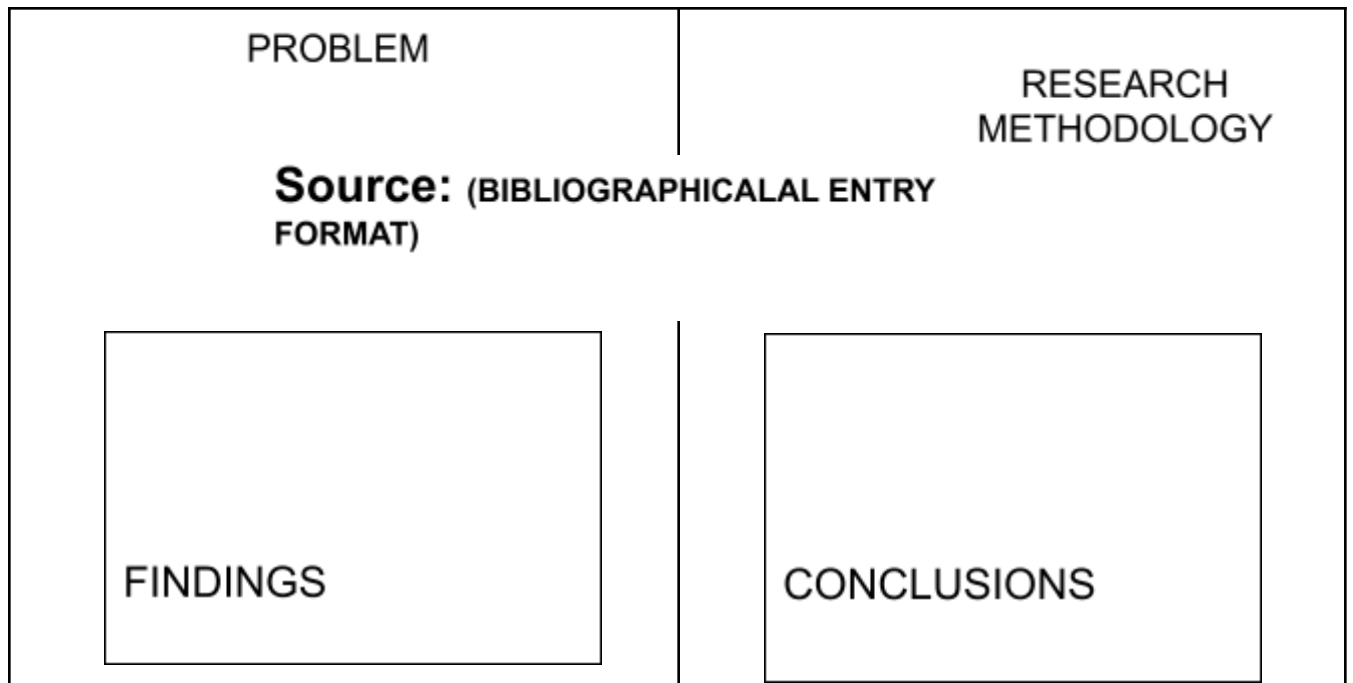 PROBLEM
RESEARCH
METHODOLOGY
Source: (BIBLIOGRAPHICALAL ENTRY
FORMAT)
FINDINGS
CONCLUSIONS